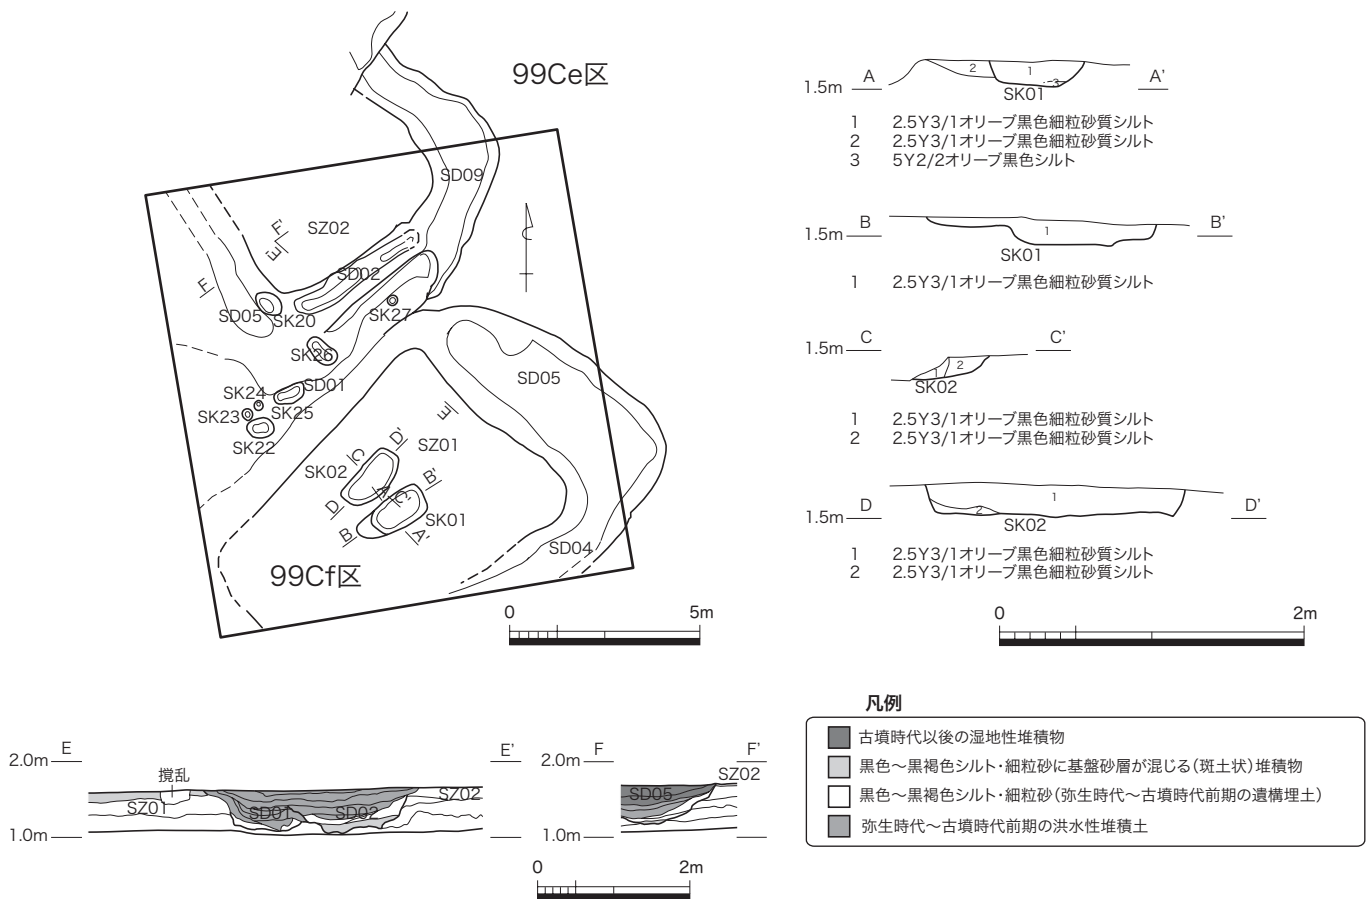 99Ce区
SD09
F'
E'
SZ02
F
SD02
SD05
SK20
SK27
SK26
SD05
SK24
SD01
SK23
SK25
SK22
E
D'
SZ01
C
SK02
B'
A
C'
D
SK01
B
A'
SD04
99Cf区
0 5m
1.5m A A'
2 1 3
SK01
1 2.5Y3/1オリーブ黒色細粒砂質シルト
2 2.5Y3/1オリーブ黒色細粒砂質シルト
3 5Y2/2オリーブ黒色シルト
1.5m B B'
1
SK01
1 2.5Y3/1オリーブ黒色細粒砂質シルト
1.5m C C'
1 2
SK02
1 2.5Y3/1オリーブ黒色細粒砂質シルト
2 2.5Y3/1オリーブ黒色細粒砂質シルト
1.5m D D'
1
2
SK02
1 2.5Y3/1オリーブ黒色細粒砂質シルト
2 2.5Y3/1オリーブ黒色細粒砂質シルト
0 2m
E E'
2.0m
撹乱
SZ01
SD01 SD02
SZ02
1.0m
F F'
2.0m
SZ02
SD05
1.0m
0 2m
凡例
古墳時代以後の湿地性堆積物
黒色～黒褐色シルト・細粒砂に基盤砂層が混じる（斑土状）堆積物
黒色～黒褐色シルト・細粒砂（弥生時代～古墳時代前期の遺構埋土）
弥生時代～古墳時代前期の洪水性堆積土